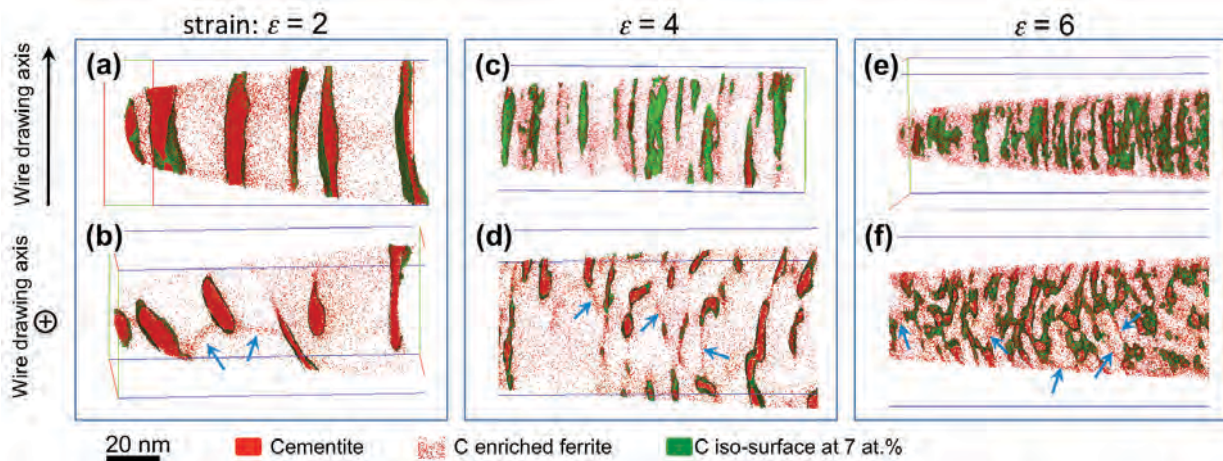 strain: ε = 2
ε = 4
ε = 6
Wire drawing axis
(a)
(c)
(e)
Wire drawing axis
(b)
(d)
(f)
20 nm
Cementite
C enriched ferrite
C iso-surface at 7 at.%